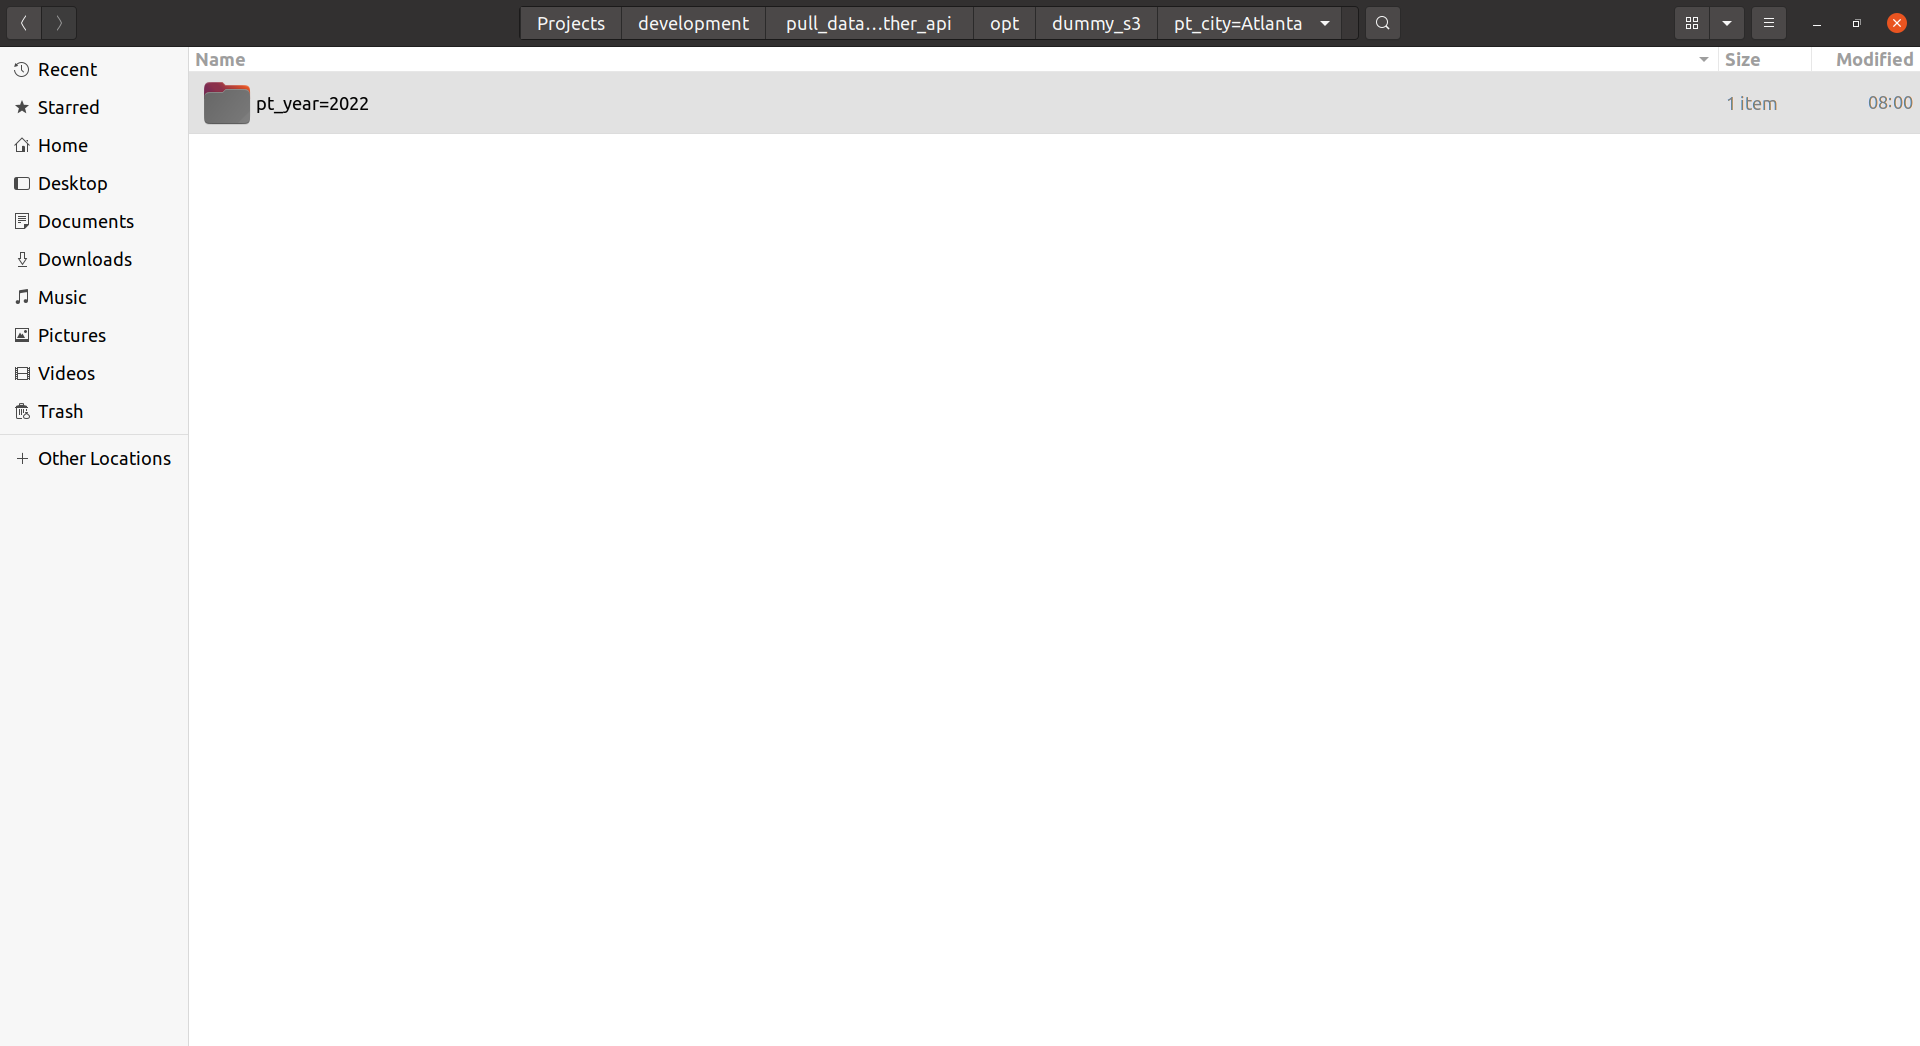 Projects development pull_data...ther_api opt dummy_s3 pt_city=Atlanta
Name Size Modified
pt_year=2022 1 item 08:00
Recent
Starred
Home
Desktop
Documents
Downloads
Music
Pictures
Videos
Trash
Other Locations